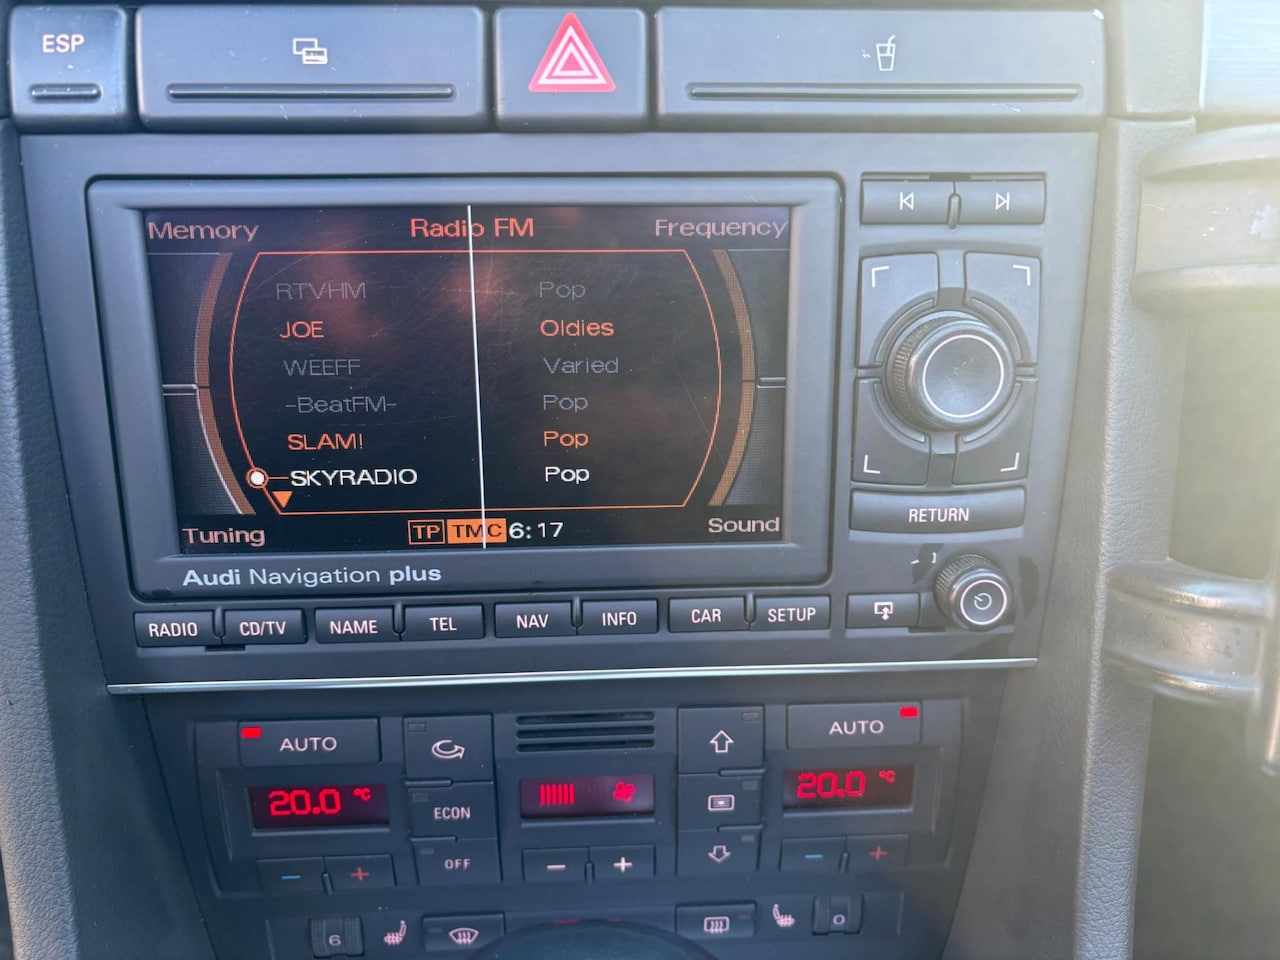 ESP
Memory Radio FM Frequency
RTVHM Pop
JOE Oldies
WEEFF Varied
-BeatFM- Pop
SLAM! Pop
SKYRADIO Pop
Tuning TP TMC 6:17 Sound
Audi Navigation plus
RETURN
RADIO CD/TV NAME TEL NAV INFO CAR SETUP
AUTO AUTO
20.0 °C 20.0 °C
ECON
OFF
- + - + - +
6 0